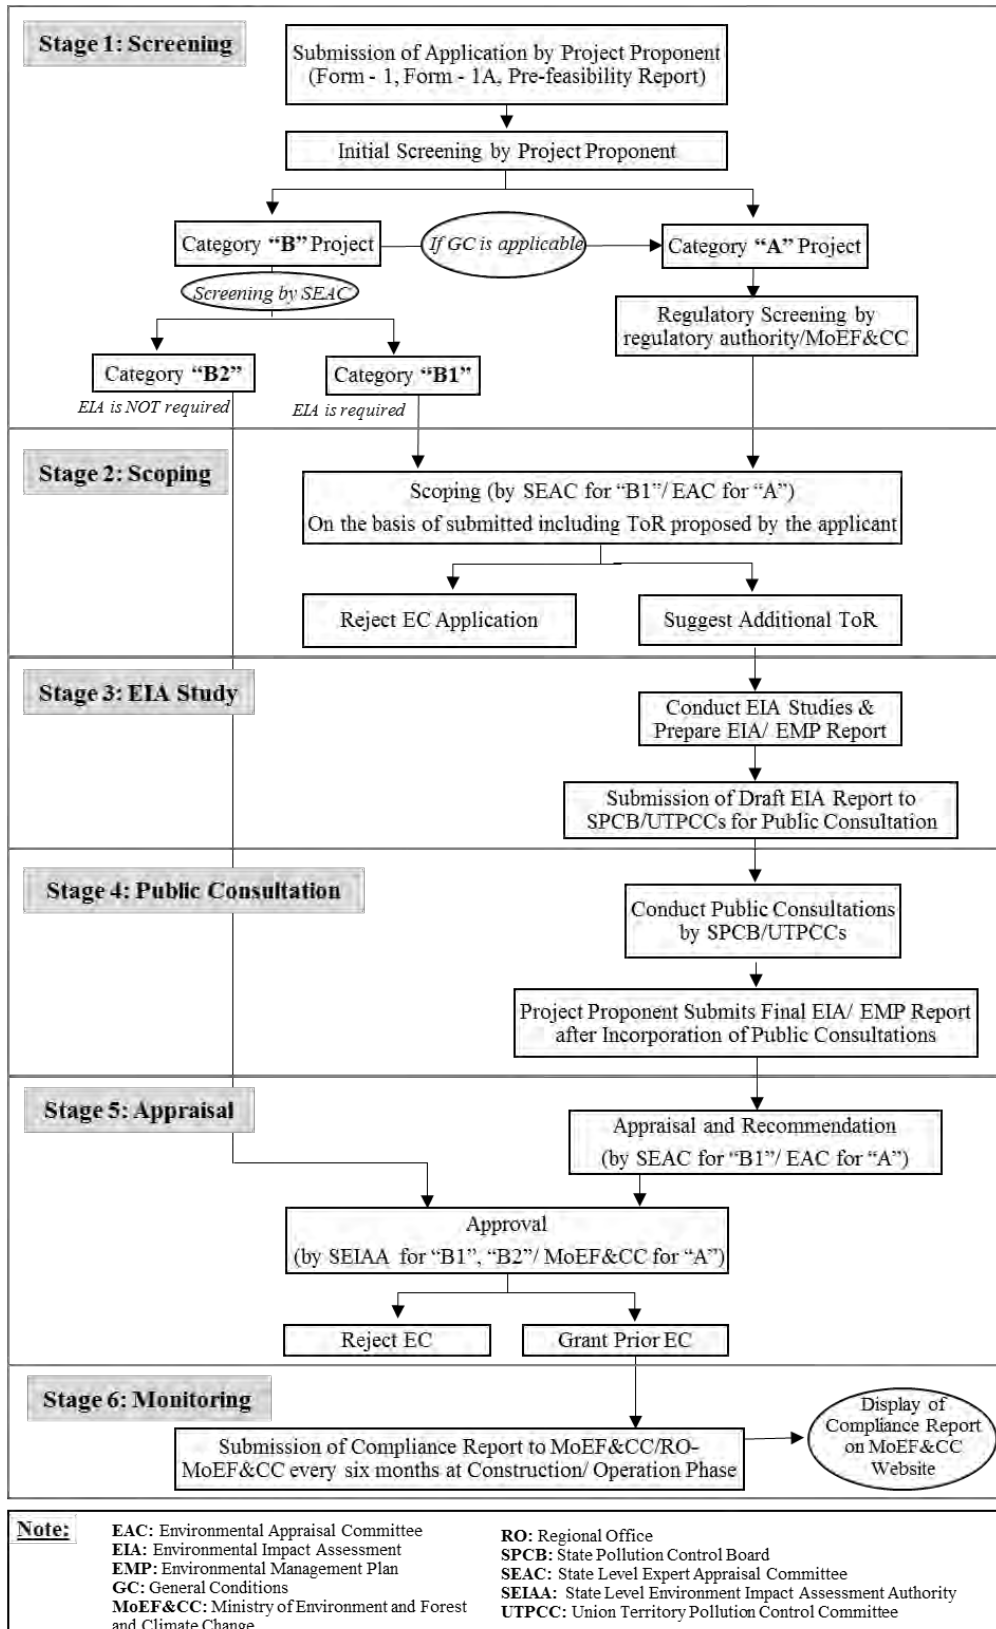 Stage 1: Screening
Submission of Application by Project Proponent
(Form - 1, Form - 1A, Pre-feasibility Report)
Initial Screening by Project Proponent
Category “B” Project
If GC is applicable
Category “A” Project
Screening by SEAC
Regulatory Screening by
regulatory authority/MoEF&CC
Category “B2”
Category “B1”
EIA is NOT required
EIA is required
Stage 2: Scoping
Scoping (by SEAC for “B1”/ EAC for “A”)
On the basis of submitted including ToR proposed by the applicant
Reject EC Application
Suggest Additional ToR
Stage 3: EIA Study
Conduct EIA Studies &
Prepare EIA/ EMP Report
Submission of Draft EIA Report to
SPCB/UTPCCs for Public Consultation
Stage 4: Public Consultation
Conduct Public Consultations
by SPCB/UTPCCs
Project Proponent Submits Final EIA/ EMP Report
after Incorporation of Public Consultations
Stage 5: Appraisal
Appraisal and Recommendation
(by SEAC for “B1”/ EAC for “A”)
Approval
(by SEIAA for “B1”, “B2”/ MoEF&CC for “A”)
Reject EC
Grant Prior EC
Stage 6: Monitoring
Submission of Compliance Report to MoEF&CC/RO-
MoEF&CC every six months at Construction/ Operation Phase
Display of
Compliance Report
on MoEF&CC
Website
Note:
EAC: Environmental Appraisal Committee
EIA: Environmental Impact Assessment
EMP: Environmental Management Plan
GC: General Conditions
MoEF&CC: Ministry of Environment and Forest
and Climate Change
RO: Regional Office
SPCB: State Pollution Control Board
SEAC: State Level Expert Appraisal Committee
SEIAA: State Level Environment Impact Assessment Authority
UTPCC: Union Territory Pollution Control Committee